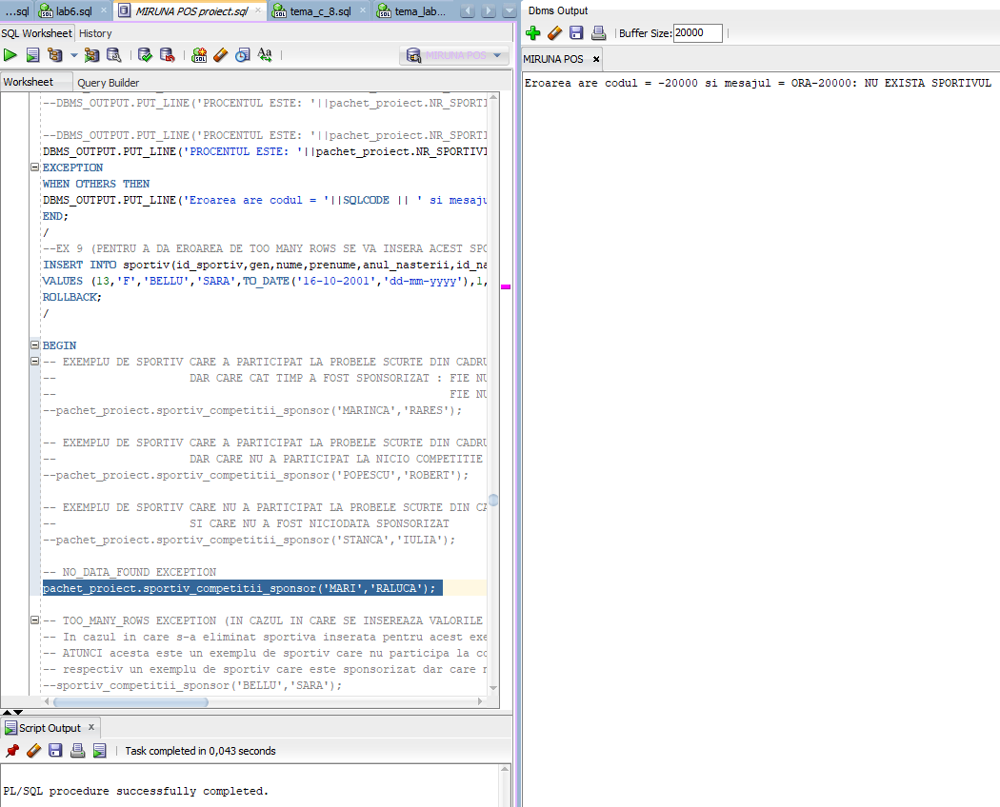 ...sql lab6.sql MIRUNA POS proiect.sql tema_c_8.sql tema_lab...
SQL Worksheet History
MIRUNA POS
Worksheet Query Builder
--DBMS_OUTPUT.PUT_LINE('PROCENTUL ESTE: '||pachet_proiect.NR_SPORTI
--DBMS_OUTPUT.PUT_LINE('PROCENTUL ESTE: '||pachet_proiect.NR_SPORTI
DBMS_OUTPUT.PUT_LINE('PROCENTUL ESTE: '||pachet_proiect.NR_SPORTIVI
EXCEPTION
WHEN OTHERS THEN
DBMS_OUTPUT.PUT_LINE('Eroarea are codul = '||SQLCODE || ' si mesaju
END;
/
--EX 9 (PENTRU A DA EROAREA DE TOO MANY ROWS SE VA INSERA ACEST SPO
INSERT INTO sportiv(id_sportiv,gen,nume,prenume,anul_nasterii,id_na
VALUES (13,'F','BELLU','SARA',TO_DATE('16-10-2001','dd-mm-yyyy'),1,
ROLLBACK;
/
BEGIN
-- EXEMPLU DE SPORTIV CARE A PARTICIPAT LA PROBELE SCURTE DIN CADRU
-- DAR CARE CAT TIMP A FOST SPONSORIZAT : FIE NU
-- FIE NU
--pachet_proiect.sportiv_competitii_sponsor('MARINCA','RARES');
-- EXEMPLU DE SPORTIV CARE A PARTICIPAT LA PROBELE SCURTE DIN CADRU
-- DAR CARE NU A PARTICIPAT LA NICIO COMPETITIE
--pachet_proiect.sportiv_competitii_sponsor('POPESCU','ROBERT');
-- EXEMPLU DE SPORTIV CARE NU A PARTICIPAT LA PROBELE SCURTE DIN CA
-- SI CARE NU A FOST NICIODATA SPONSORIZAT
--pachet_proiect.sportiv_competitii_sponsor('STANCA','IULIA');
-- NO_DATA_FOUND EXCEPTION
pachet_proiect.sportiv_competitii_sponsor('MARI','RALUCA');
-- TOO_MANY_ROWS EXCEPTION (IN CAZUL IN CARE SE INSEREAZA VALORILE
-- In cazul in care s-a eliminat sportiva inserata pentru acest exe
-- ATUNCI acesta este un exemplu de sportiv care nu participa la co
-- respectiv un exemplu de sportiv care este sponsorizat dar care n
--sportiv_competitii_sponsor('BELLU','SARA');
Script Output x
Task completed in 0,043 seconds
PL/SQL procedure successfully completed.
Dbms Output
Buffer Size: 20000
MIRUNA POS x
Eroarea are codul = -20000 si mesajul = ORA-20000: NU EXISTA SPORTIVUL